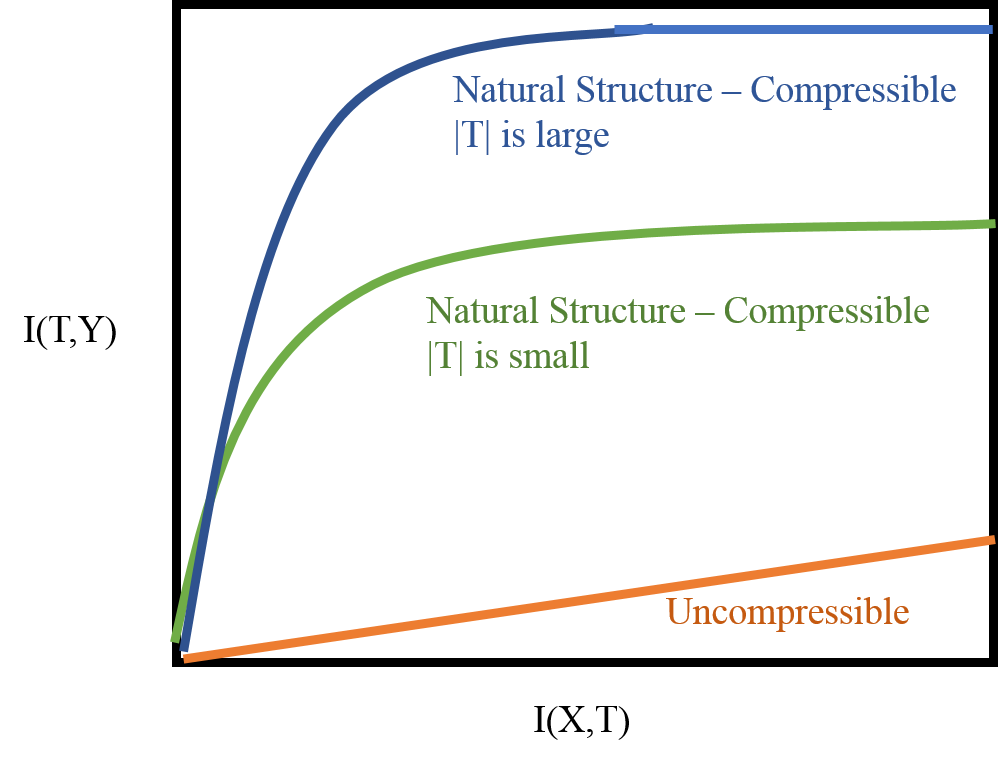 Natural Structure – Compressible
|T| is large
I(T,Y)
Natural Structure – Compressible
|T| is small
Uncompressible
I(X,T)